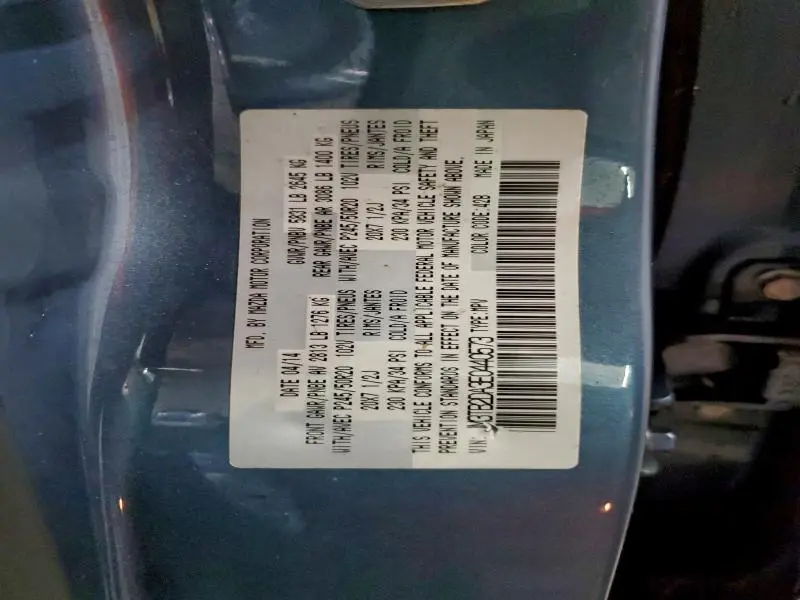 MFD. BY MAZDA MOTOR CORPORATION
DATE 04/14 GVWR/PNBV 5831 LB 2645 KG
FRONT GAWR/PNBE AV 2813 LB 1276 KG REAR GAWR/PNBE AR 3086 LB 1400 KG
WITH/AVEC P245/50R20 102V TIRES/PNEUS WITH/AVEC P245/50R20 102V TIRES/PNEUS
20X7 1/2J RIMS/JANTES 20X7 1/2J RIMS/JANTES
230 KPA/34 PSI COLD/A FROID 230 KPA/34 PSI COLD/A FROID
THIS VEHICLE CONFORMS TO ALL APPLICABLE FEDERAL MOTOR VEHICLE SAFETY AND THEFT
PREVENTION STANDARDS IN EFFECT ON THE DATE OF MANUFACTURE SHOWN ABOVE.
VIN: JM3TB2DA3E0440573 TYPE:MPV COLOR CODE:42B MADE IN JAPAN